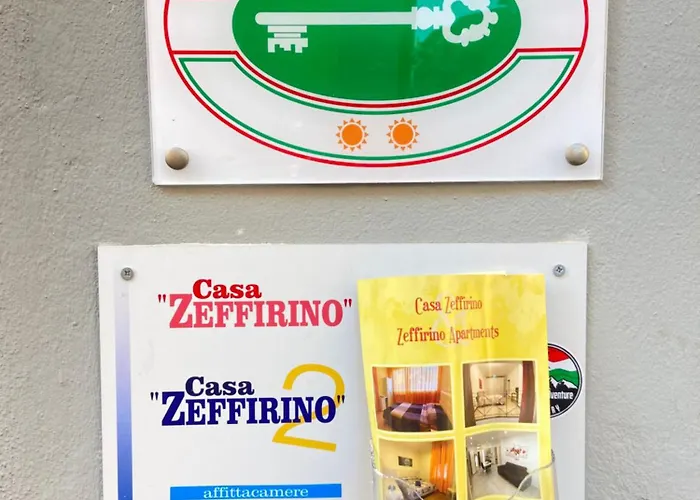 Casa
"ZEFFIRINO"
Casa
"ZEFFIRINO"
2
affittacamere
Casa Zeffirino
Zeffirino Apartments